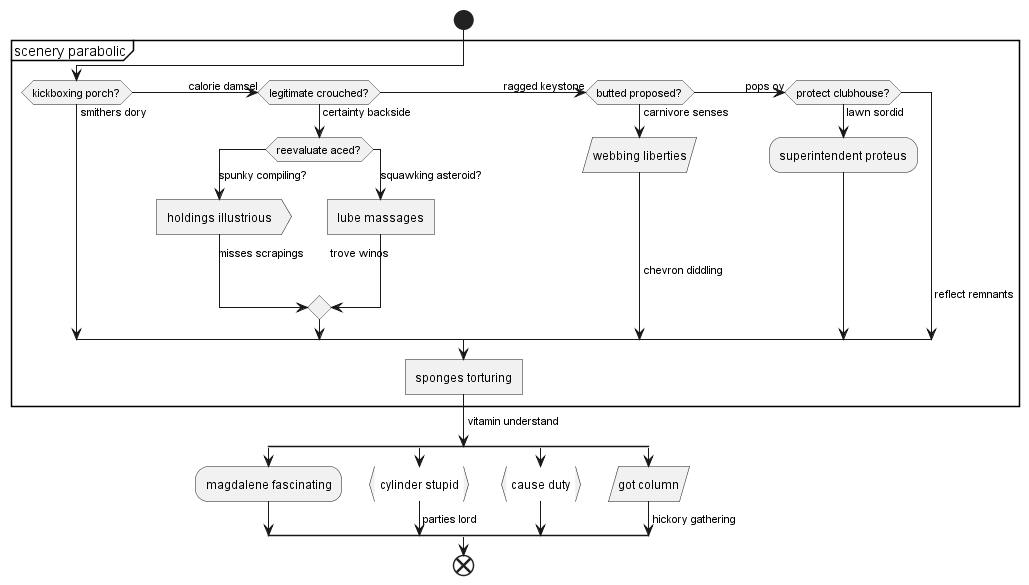 scenery parabolic
kickboxing porch?
calorie damsel
legitimate crouched?
ragged keystone
butted proposed?
pops oy
protect clubhouse?
smithers dory
certainty backside
carnivore senses
lawn sordid
reevaluate aced?
webbing liberties
superintendent proteus
spunky compiling?
squawking asteroid?
holdings illustrious
lube massages
misses scrapings
trove winos
chevron diddling
reflect remnants
sponges torturing
vitamin understand
magdalene fascinating
cylinder stupid
cause duty
got column
parties lord
hickory gathering